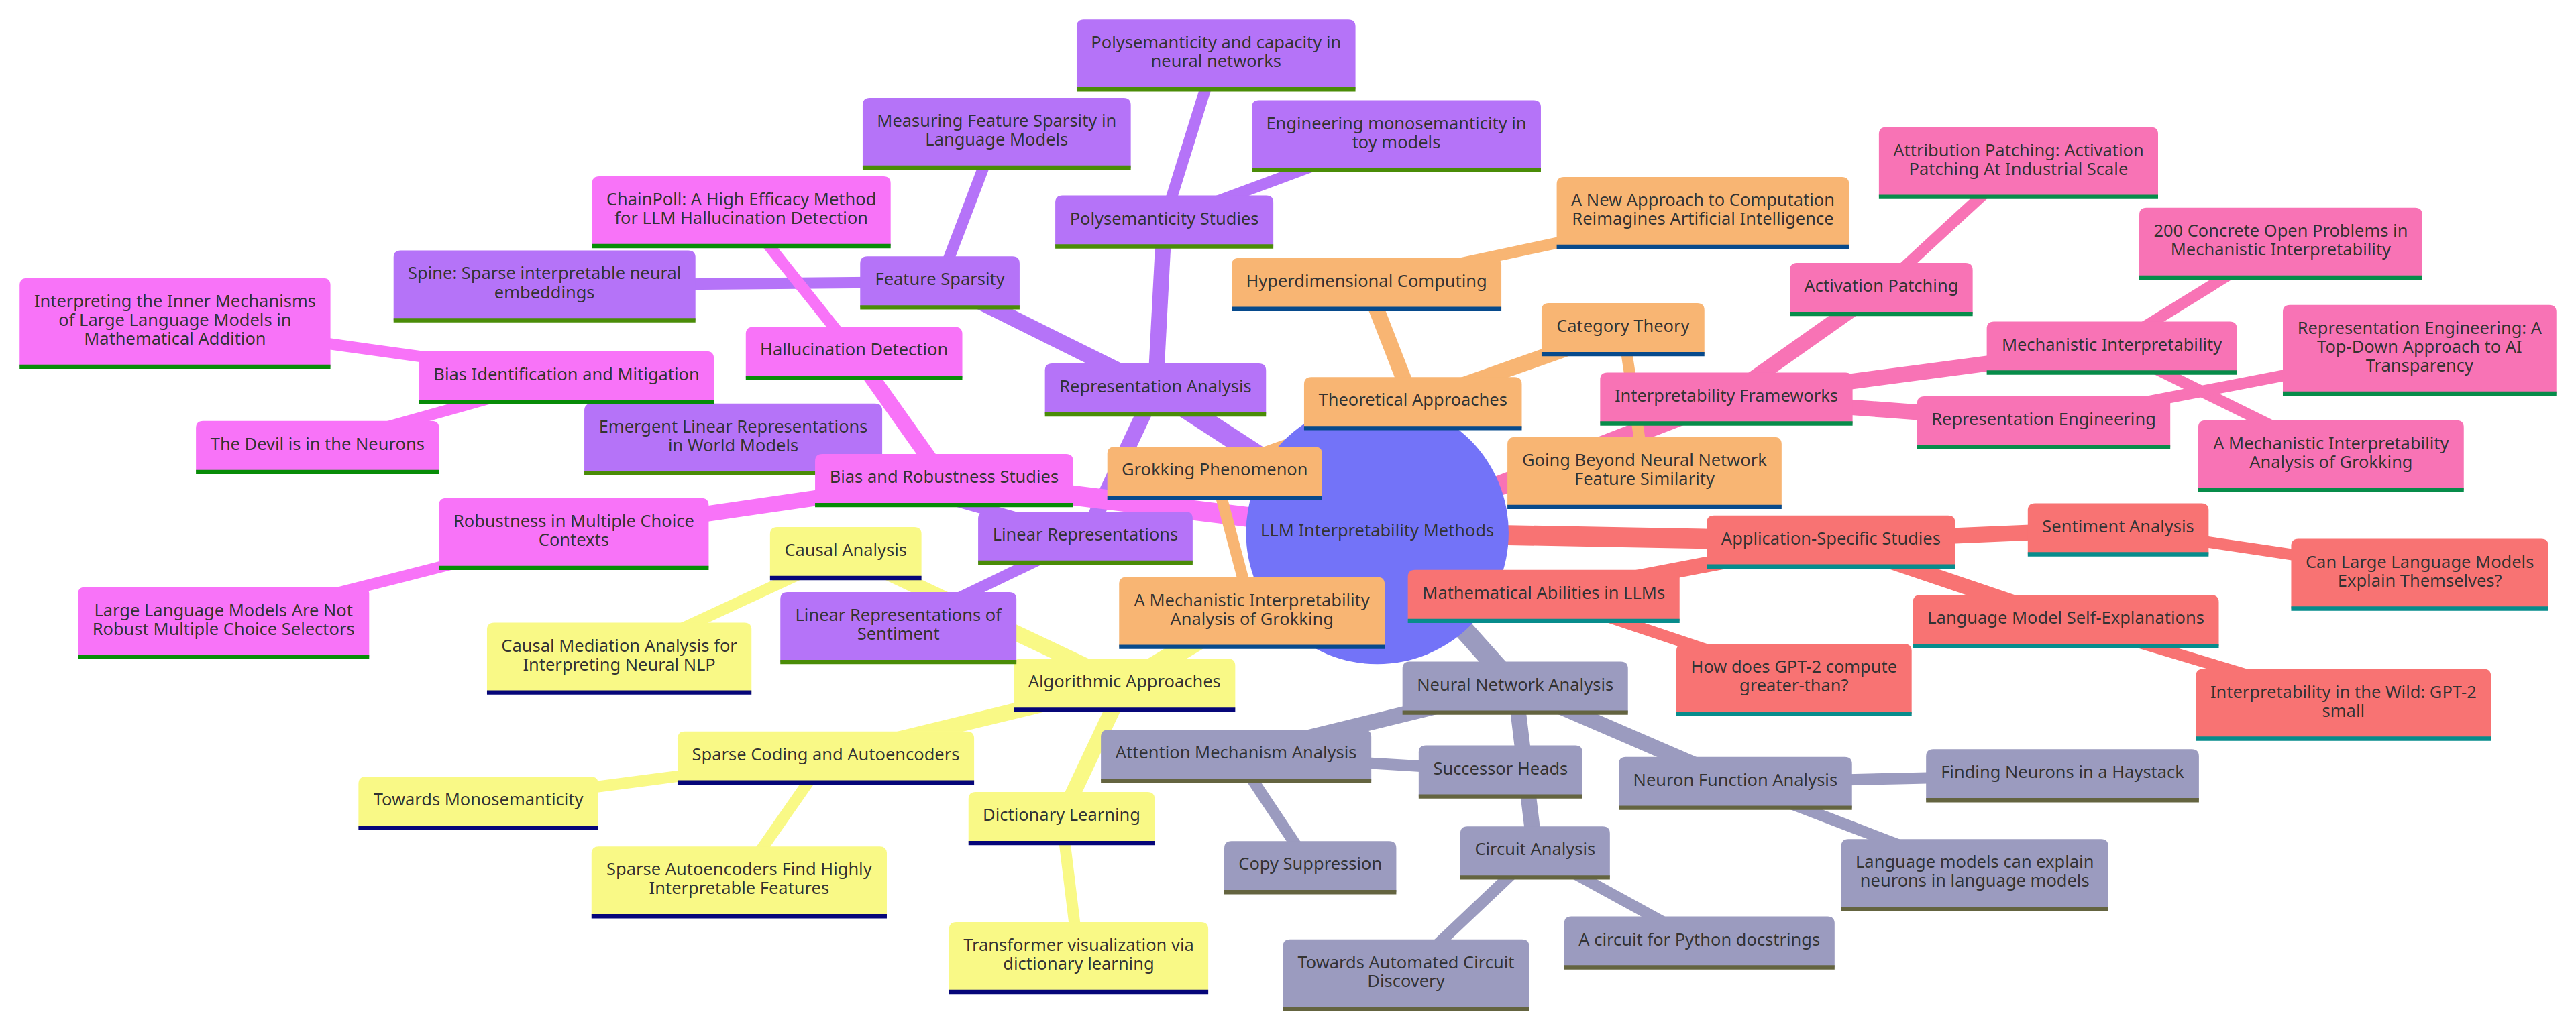 Polysemanticity and capacity in
neural networks
Measuring Feature Sparsity in
Language Models
Engineering monosemanticity in
toy models
Attribution Patching: Activation
Patching At Industrial Scale
ChainPoll: A High Efficacy Method
for LLM Hallucination Detection
Polysemanticity Studies
A New Approach to Computation
Reimagines Artificial Intelligence
200 Concrete Open Problems in
Mechanistic Interpretability
Spine: Sparse interpretable neural
embeddings
Feature Sparsity
Hyperdimensional Computing
Activation Patching
Interpreting the Inner Mechanisms
of Large Language Models in
Mathematical Addition
Hallucination Detection
Category Theory
Mechanistic Interpretability
Representation Engineering: A
Top-Down Approach to AI
Transparency
Bias Identification and Mitigation
Representation Analysis
Theoretical Approaches
Interpretability Frameworks
Representation Engineering
The Devil is in the Neurons
Emergent Linear Representations
in World Models
Bias and Robustness Studies
Grokking Phenomenon
Going Beyond Neural Network
Feature Similarity
A Mechanistic Interpretability
Analysis of Grokking
Robustness in Multiple Choice
Contexts
Causal Analysis
Linear Representations
LLM Interpretability Methods
Application-Specific Studies
Sentiment Analysis
Can Large Language Models
Explain Themselves?
Large Language Models Are Not
Robust Multiple Choice Selectors
Causal Mediation Analysis for
Interpreting Neural NLP
Linear Representations of
Sentiment
A Mechanistic Interpretability
Analysis of Grokking
Mathematical Abilities in LLMs
Language Model Self-Explanations
Algorithmic Approaches
Neural Network Analysis
How does GPT-2 compute
greater-than?
Interpretability in the Wild: GPT-2
small
Sparse Coding and Autoencoders
Attention Mechanism Analysis
Successor Heads
Neuron Function Analysis
Finding Neurons in a Haystack
Towards Monosemanticity
Dictionary Learning
Sparse Autoencoders Find Highly
Interpretable Features
Copy Suppression
Circuit Analysis
Language models can explain
neurons in language models
Transformer visualization via
dictionary learning
Towards Automated Circuit
Discovery
A circuit for Python docstrings